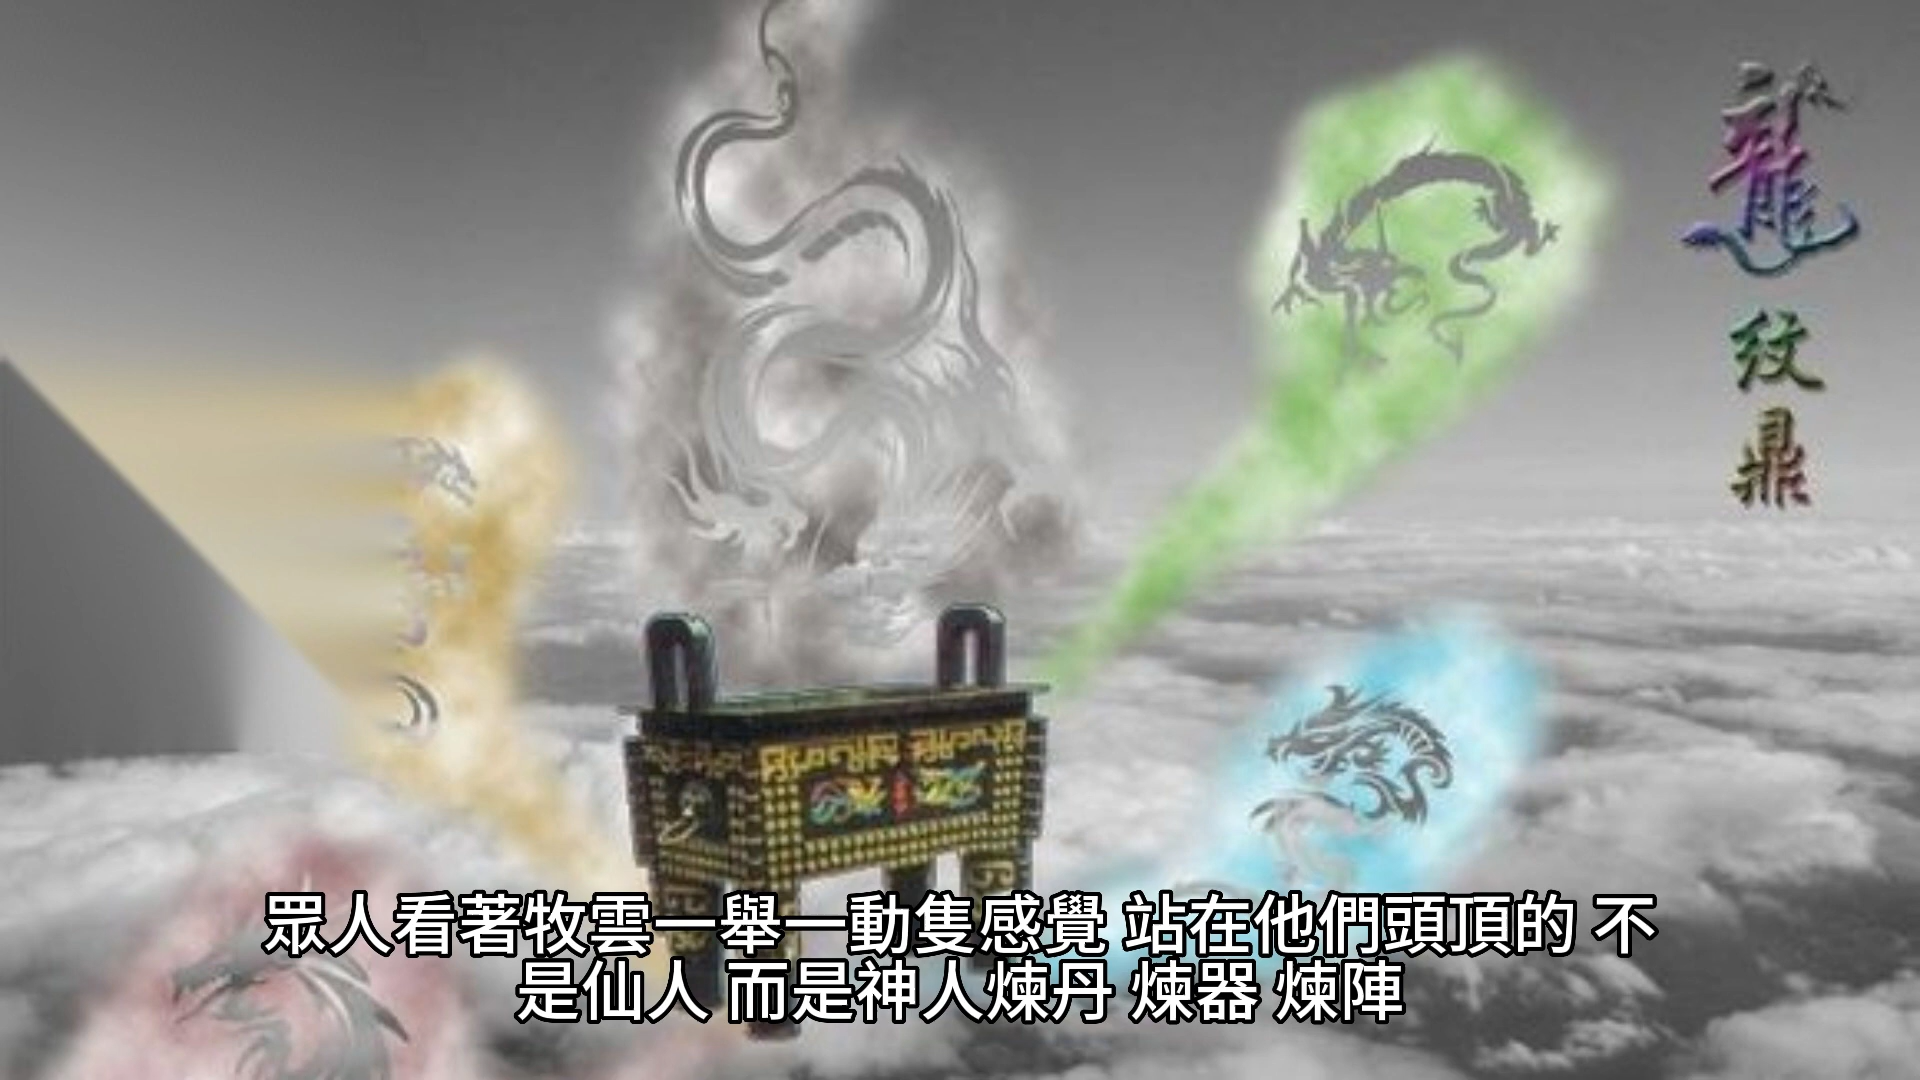 龍
紋
鼎
眾人看著牧雲一舉一動隻感覺 站在他們頭頂的 不
是仙人 而是神人煉丹 煉器 煉陣